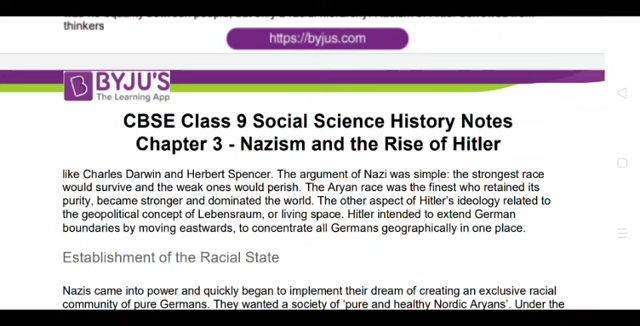 thinkers
https://byjus.com
BYJU'S
The Learning App
CBSE Class 9 Social Science History Notes
Chapter 3 - Nazism and the Rise of Hitler
like Charles Darwin and Herbert Spencer. The argument of Nazi was simple: the strongest race
would survive and the weak ones would perish. The Aryan race was the finest who retained its
purity, became stronger and dominated the world. The other aspect of Hitler's ideology related to
the geopolitical concept of Lebensraum, or living space. Hitler intended to extend German
boundaries by moving eastwards, to concentrate all Germans geographically in one place.
Establishment of the Racial State
Nazis came into power and quickly began to implement their dream of creating an exclusive racial
community of pure Germans. They wanted a society of 'pure and healthy Nordic Aryans'. Under the